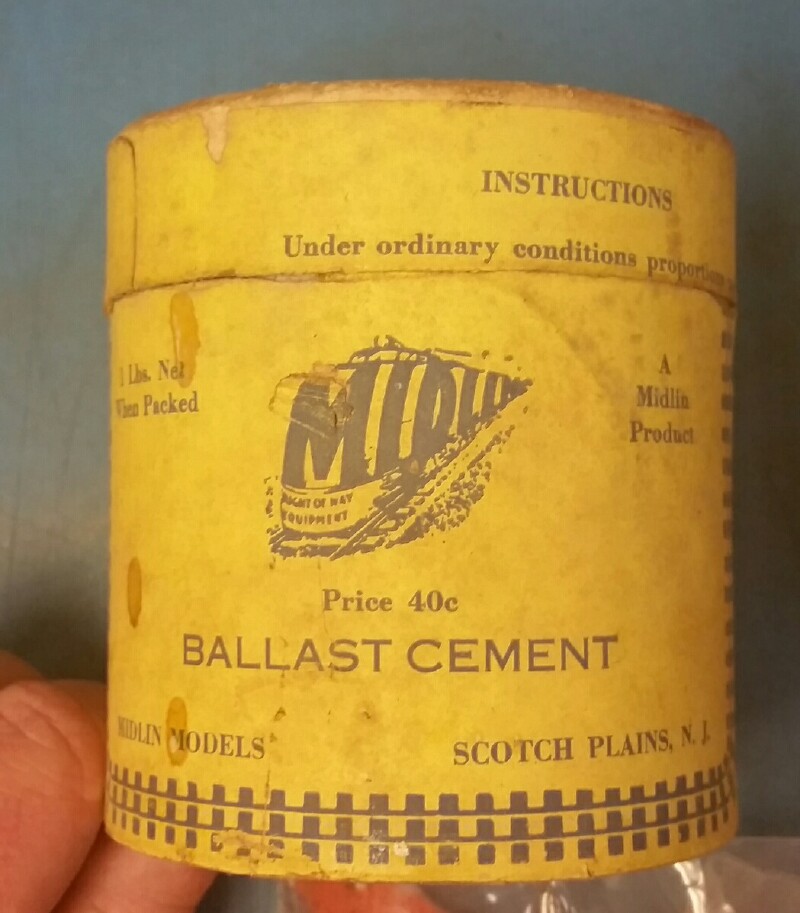 INSTRUCTIONS
Under ordinary conditions
Lbs. Net
When Packed
A
Midlin
Product
MIDLIN
RIGHT OF WAY
EQUIPMENT
Price 40c
BALLAST CEMENT
MIDLIN MODELS
SCOTCH PLAINS, N. J.